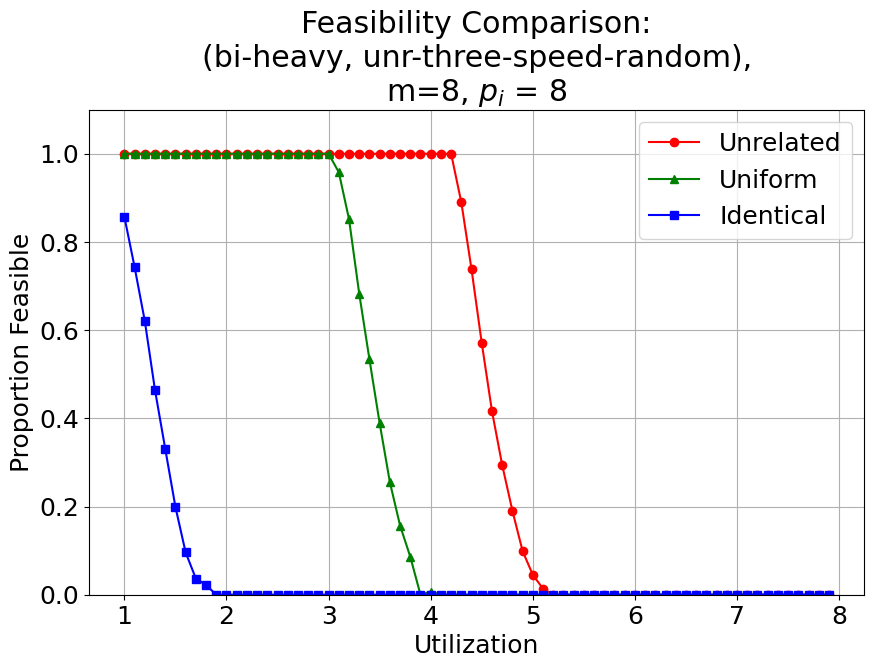 Feasibility Comparison:
(bi-heavy, unr-three-speed-random),
m=8, $p_i$ = 8
Unrelated
Uniform
Identical
Proportion Feasible
1.0
0.8
0.6
0.4
0.2
0.0
1 2 3 4 5 6 7 8
Utilization